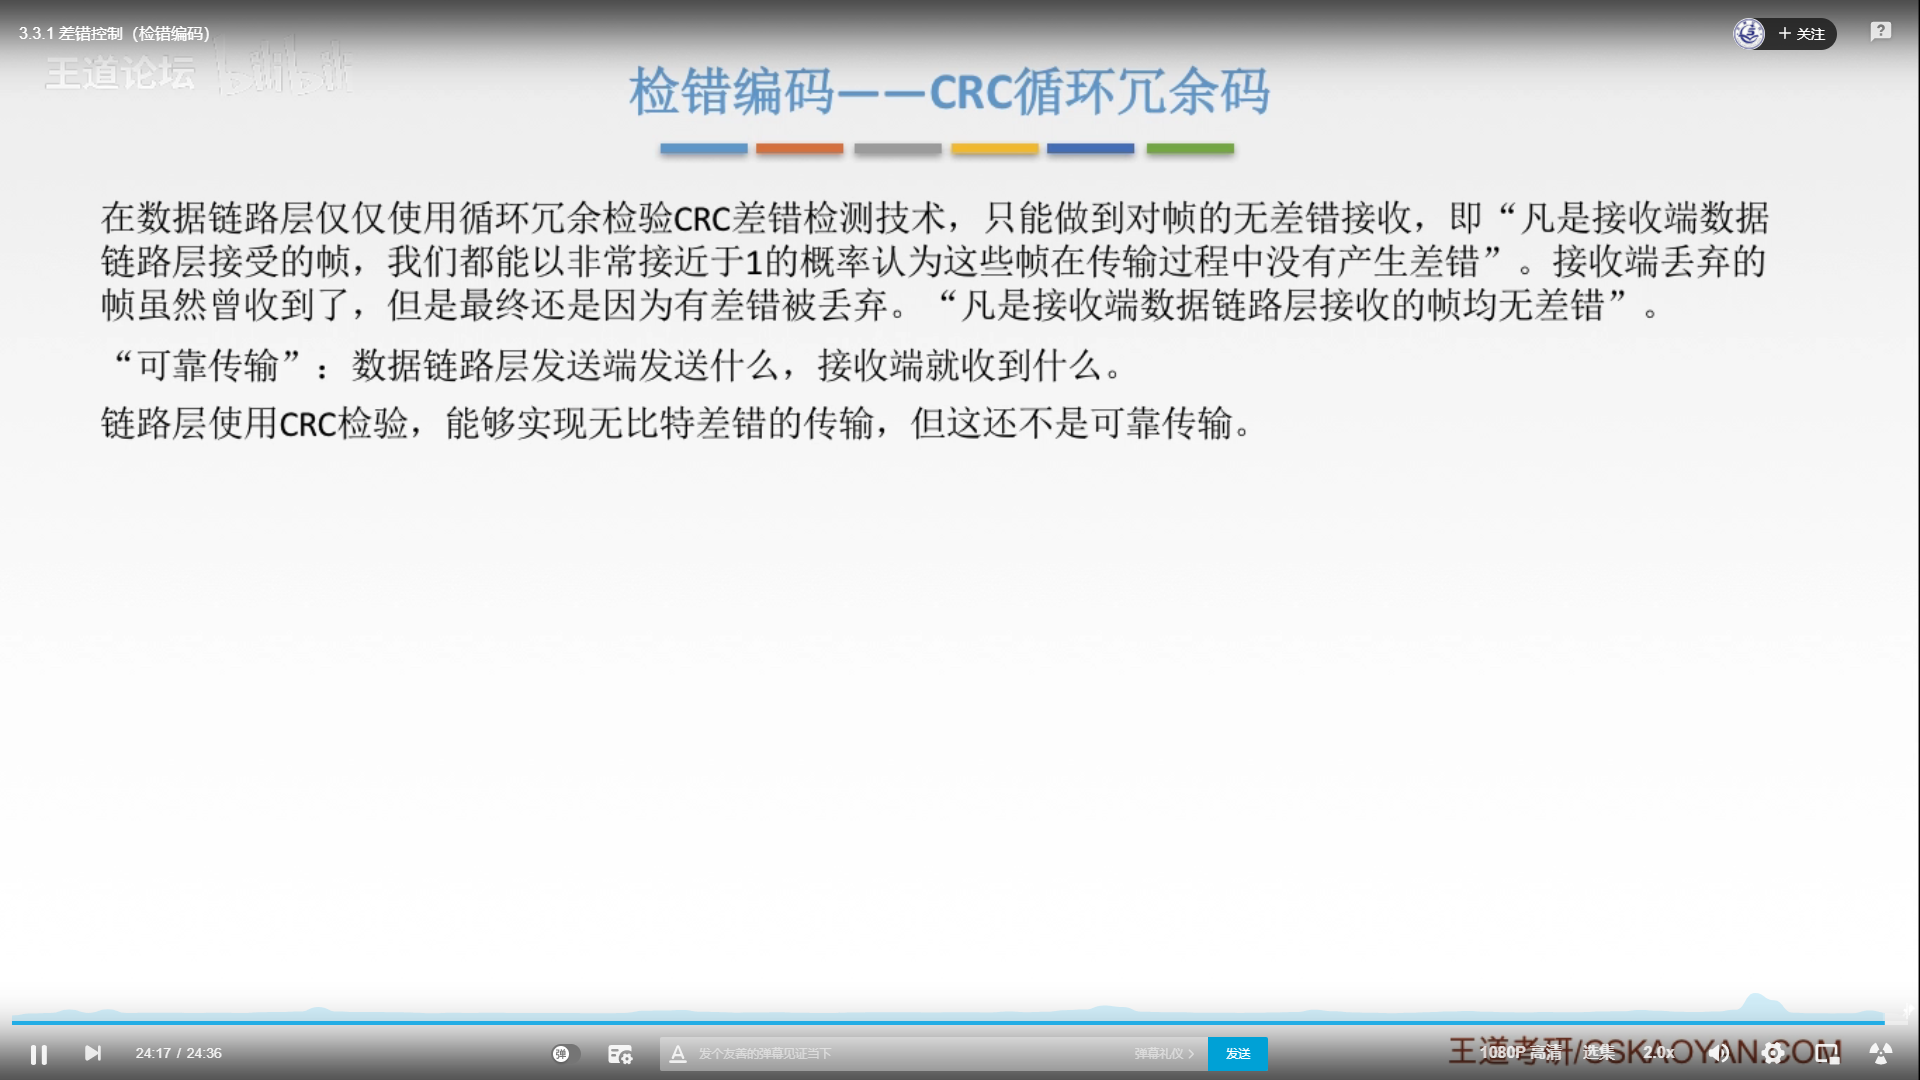 3.3.1 差错控制（检错编码）
+ 关注
王道论坛 bilibili
检错编码——CRC循环冗余码
在数据链路层仅仅使用循环冗余检验CRC差错检测技术，只能做到对帧的无差错接收，即“凡是接收端数据
链路层接受的帧，我们都能以非常接近于1的概率认为这些帧在传输过程中没有产生差错”。接收端丢弃的
帧虽然曾收到了，但是最终还是因为有差错被丢弃。“凡是接收端数据链路层接收的帧均无差错”。
“可靠传输”：数据链路层发送端发送什么，接收端就收到什么。
链路层使用CRC检验，能够实现无比特差错的传输，但这还不是可靠传输。
24:17 / 24:36
弹
发个友善的弹幕见证当下
弹幕礼仪 >
发送
王道考研/CSKAOYAN.COM
1080P 高清
选集
2.0x